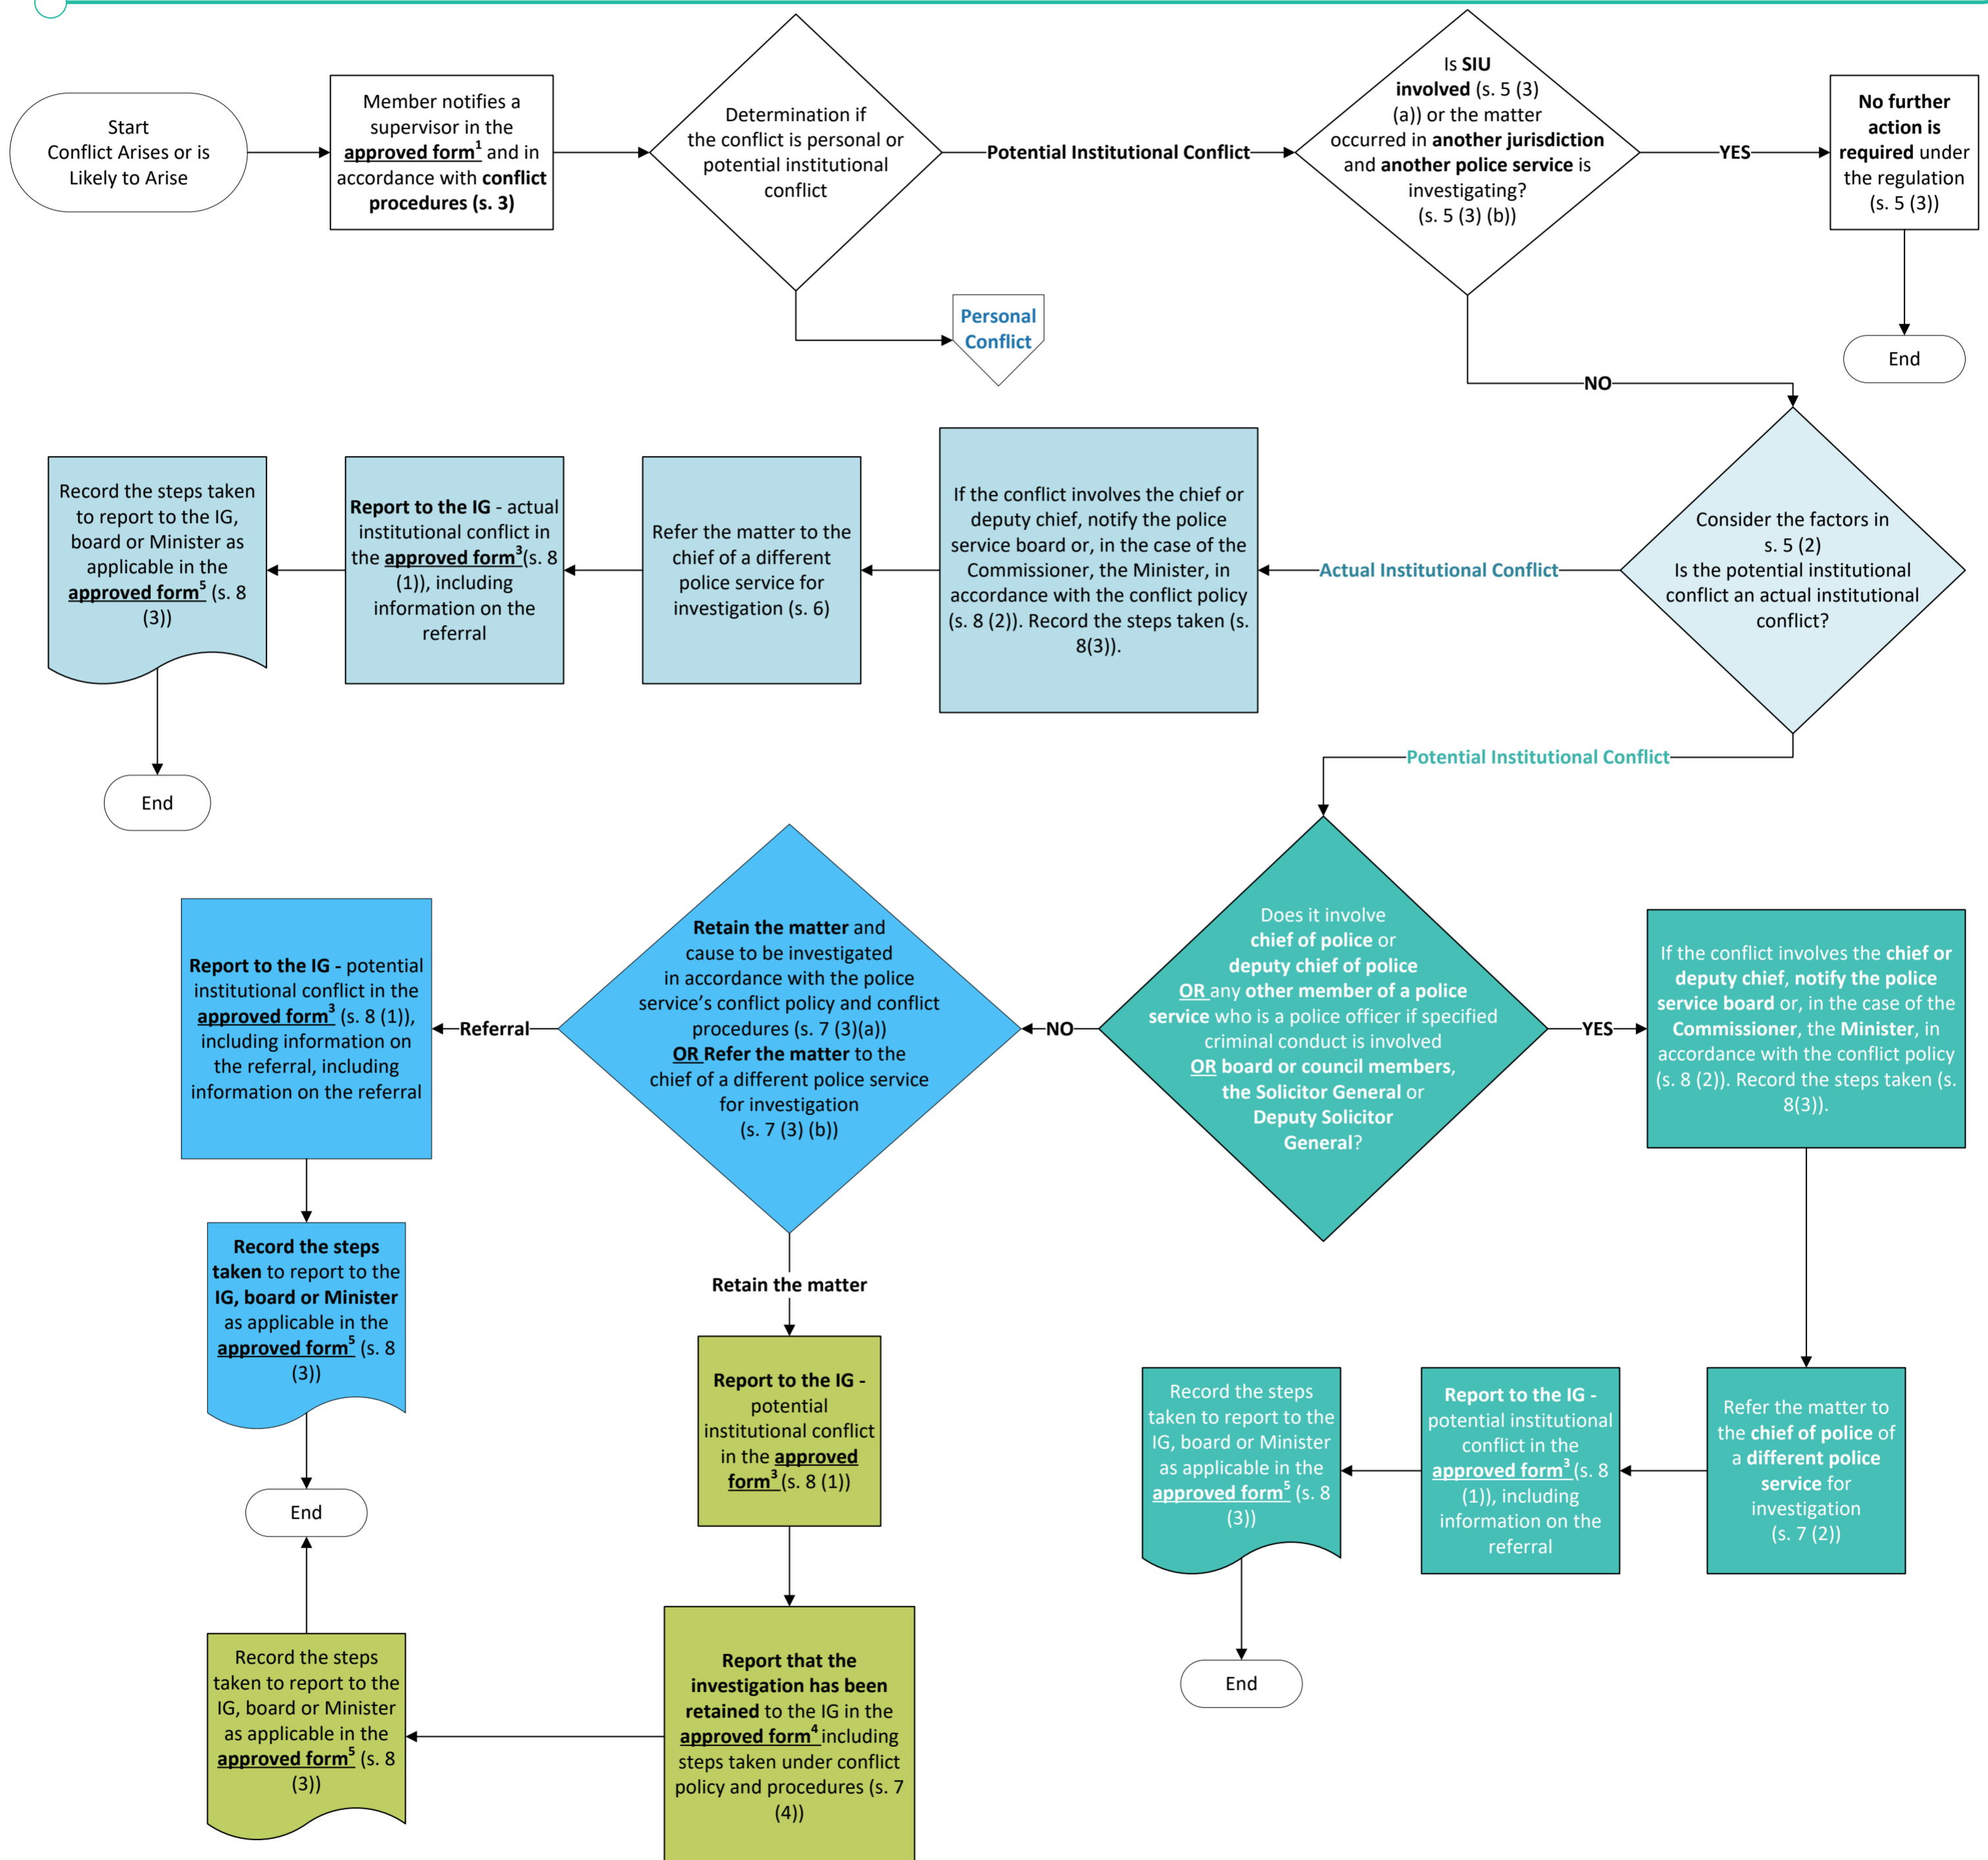 Start
Conflict Arises or is
Likely to Arise
Member notifies a
supervisor in the
approved form1 and in
accordance with conflict
procedures (s. 3)
Determination if
the conflict is personal or
potential institutional
conflict
Potential Institutional Conflict
Is SIU
involved (s. 5 (3)
(a)) or the matter
occurred in another jurisdiction
and another police service is
investigating?
(s. 5 (3) (b))
YES
No further
action is
required under
the regulation
(s. 5 (3))
End
Personal
Conflict
NO
Consider the factors in
s. 5 (2)
Is the potential institutional
conflict an actual institutional
conflict?
Actual Institutional Conflict
If the conflict involves the chief or
deputy chief, notify the police
service board or, in the case of the
Commissioner, the Minister, in
accordance with the conflict policy
(s. 8 (2)). Record the steps taken (s.
8(3)).
Refer the matter to the
chief of a different
police service for
investigation (s. 6)
Report to the IG - actual
institutional conflict in
the approved form3(s. 8
(1)), including
information on the
referral
Record the steps taken
to report to the IG,
board or Minister as
applicable in the
approved form5 (s. 8
(3))
End
Potential Institutional Conflict
Does it involve
chief of police or
deputy chief of police
OR any other member of a police
service who is a police officer if specified
criminal conduct is involved
OR board or council members,
the Solicitor General or
Deputy Solicitor
General?
YES
If the conflict involves the chief or
deputy chief, notify the police
service board or, in the case of the
Commissioner, the Minister, in
accordance with the conflict policy
(s. 8 (2)). Record the steps taken (s.
8(3)).
Refer the matter to
the chief of police of
a different police
service for
investigation
(s. 7 (2))
Report to the IG -
potential institutional
conflict in the
approved form3 (s. 8
(1)), including
information on the
referral
Record the steps
taken to report to the
IG, board or Minister
as applicable in the
approved form5 (s. 8
(3))
End
NO
Retain the matter and
cause to be investigated
in accordance with the police
service’s conflict policy and conflict
procedures (s. 7 (3)(a))
OR Refer the matter to the
chief of a different police service
for investigation
(s. 7 (3) (b))
Referral
Report to the IG - potential
institutional conflict in the
approved form3 (s. 8 (1)),
including information on
the referral, including
information on the referral
Record the steps
taken to report to the
IG, board or Minister
as applicable in the
approved form5 (s. 8
(3))
End
Retain the matter
Report to the IG -
potential
institutional conflict
in the approved
form3 (s. 8 (1))
Report that the
investigation has been
retained to the IG in the
approved form4 including
steps taken under conflict
policy and procedures (s. 7
(4))
Record the steps
taken to report to the
IG, board or Minister
as applicable in the
approved form5 (s. 8
(3))